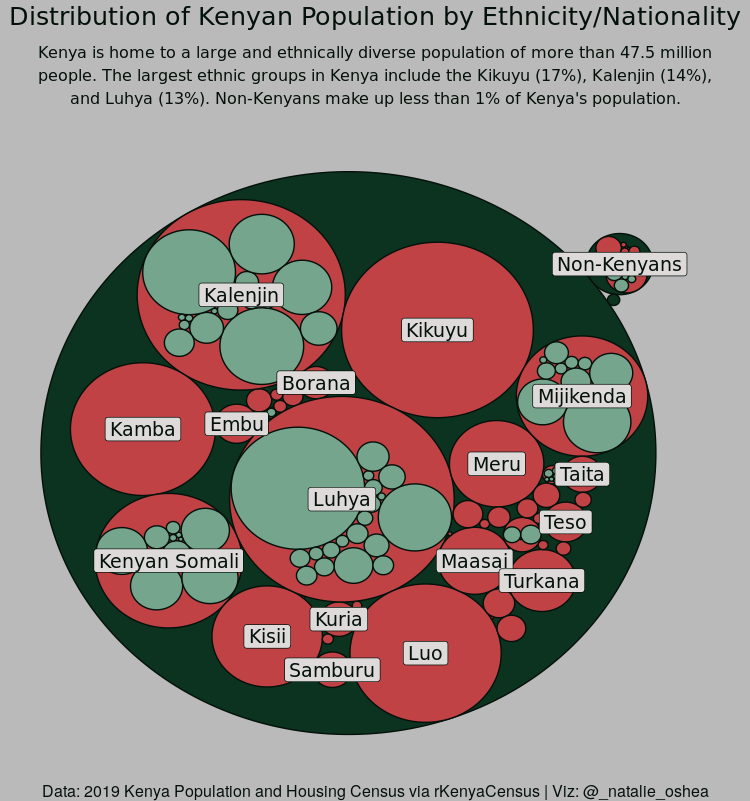 Distribution of Kenyan Population by Ethnicity/Nationality
Kenya is home to a large and ethnically diverse population of more than 47.5 million
people. The largest ethnic groups in Kenya include the Kikuyu (17%), Kalenjin (14%),
and Luhya (13%). Non-Kenyans make up less than 1% of Kenya's population.
Non-Kenyans
Kalenjin
Kikuyu
Borana
Mijikenda
Embu
Kamba
Meru
Taita
Luhya
Teso
Kenyan Somali
Maasai
Turkana
Kuria
Kisii
Luo
Samburu
Data: 2019 Kenya Population and Housing Census via rKenyaCensus | Viz: @_natalie_oshea